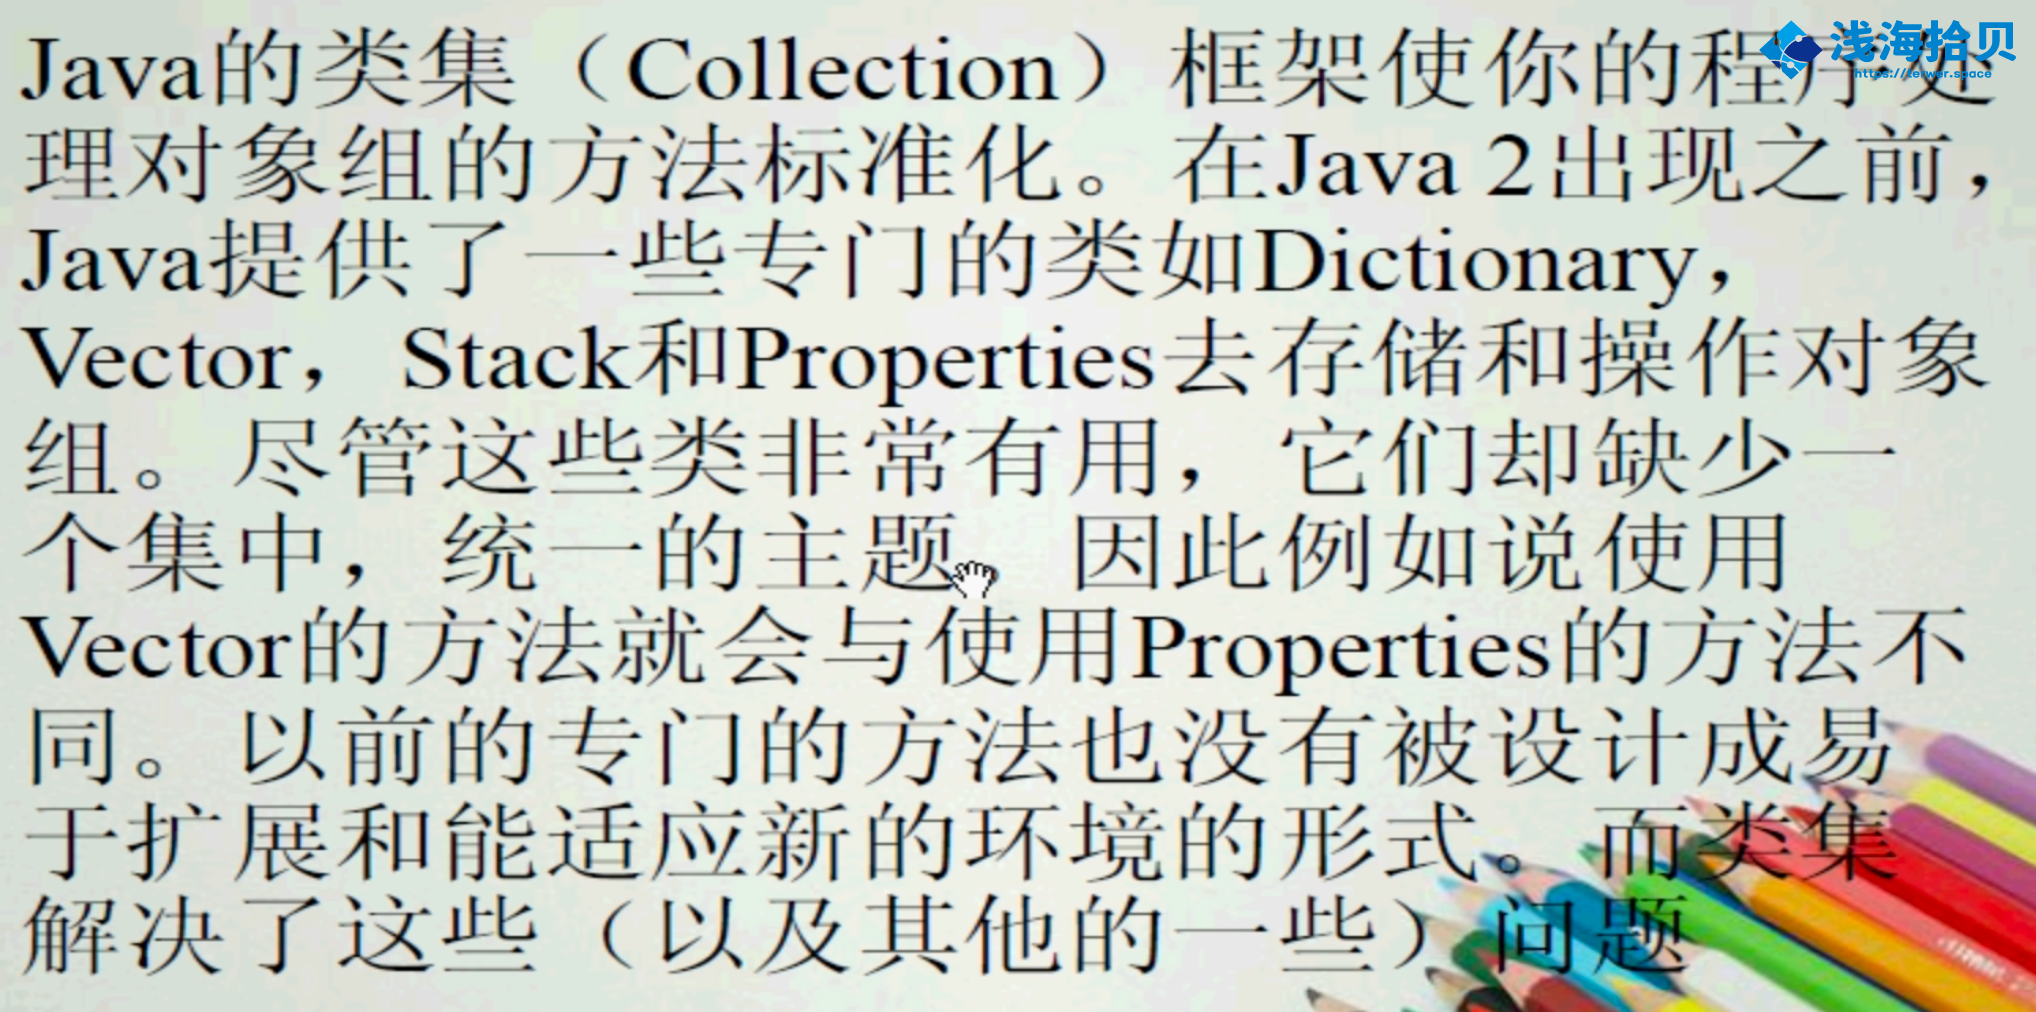 浅海拾贝
https://terwer.space
Java的类集（Collection）框架使你的程序处
理对象组的方法标准化。在Java 2出现之前，
Java提供了一些专门的类如Dictionary，
Vector，Stack和Properties去存储和操作对象
组。尽管这些类非常有用，它们却缺少一
个集中，统一的主题。因此例如说使用
Vector的方法就会与使用Properties的方法不
同。以前的专门的方法也没有被设计成易
于扩展和能适应新的环境的形式。而类集
解决了这些（以及其他的一些）问题